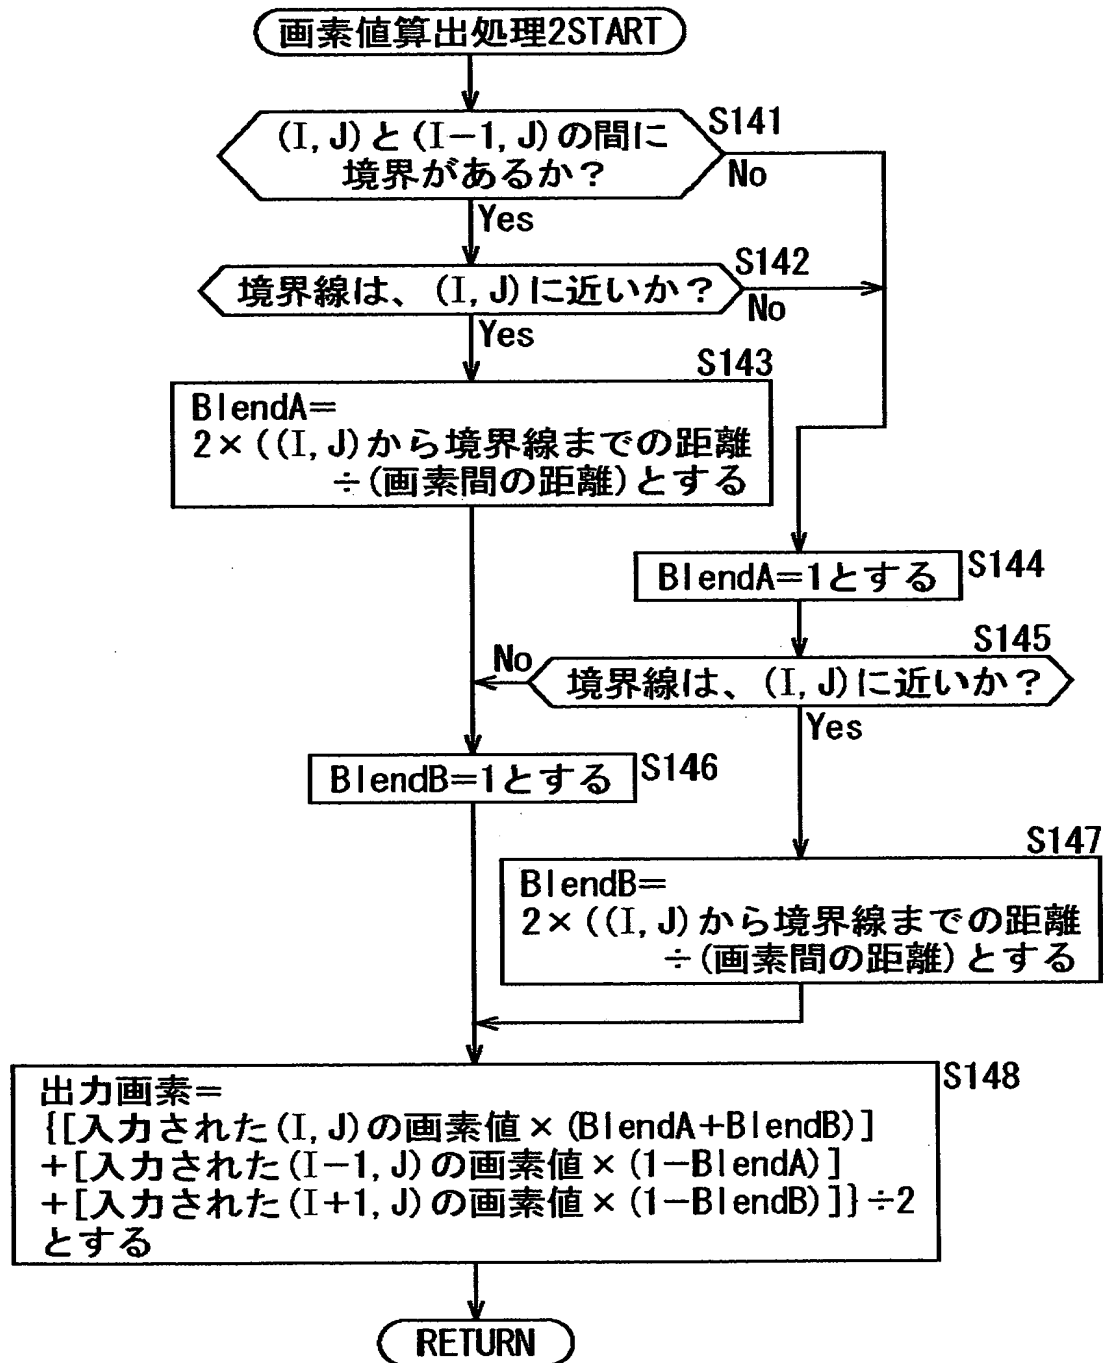 画素値算出処理2START
S141
(I, J)と(I−1, J)の間に
境界があるか？
No
Yes
S142
境界線は、(I, J)に近いか？
No
Yes
S143
BlendA=
2×((I, J)から境界線までの距離
÷(画素間の距離)とする
BlendA=1とする
S144
S145
No
境界線は、(I, J)に近いか？
Yes
BlendB=1とする
S146
S147
BlendB=
2×((I, J)から境界線までの距離
÷(画素間の距離)とする
S148
出力画素=
{[入力された(I, J)の画素値×(BlendA+BlendB)]
+[入力された(I−1, J)の画素値×(1−BlendA)]
+[入力された(I+1, J)の画素値×(1−BlendB)]}÷2
とする
RETURN